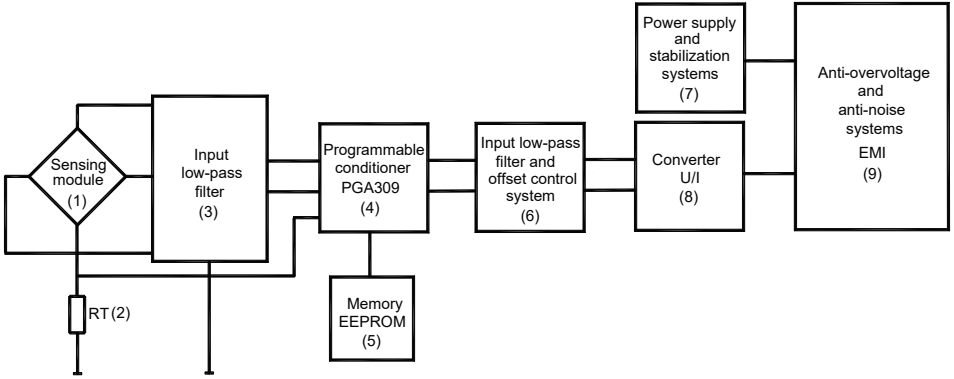 Sensing
module
(1)
RT (2)
Input
low-pass
filter
(3)
Programmable
conditioner
PGA309
(4)
Memory
EEPROM
(5)
Input low-pass
filter and
offset control
system
(6)
Power supply
and
stabilization
systems
(7)
Converter
U/I
(8)
Anti-overvoltage
and
anti-noise
systems
EMI
(9)